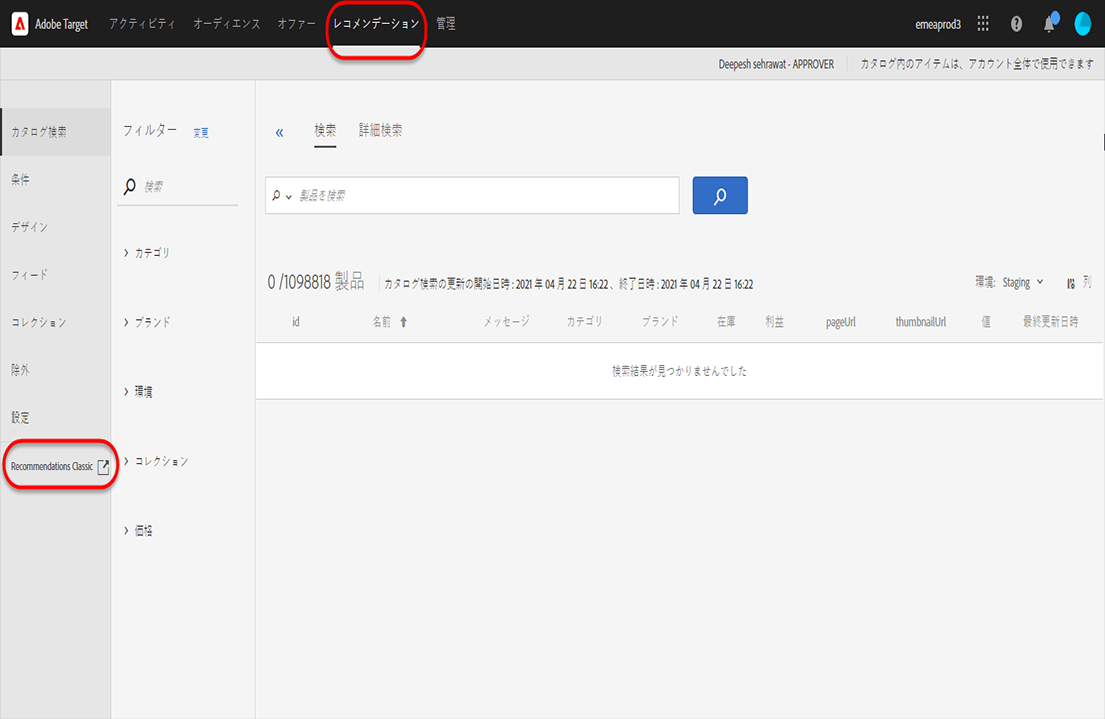 Adobe Target アクティビティ オーディエンス オファー レコメンデーション 管理 emeaprod3
Deepesh sehrawat - APPROVER カタログ内のアイテムは、アカウント全体で使用できます
カタログ検索
条件
デザイン
フィード
コレクション
除外
設定
Recommendations Classic
フィルター 変更
検索
カテゴリ
ブランド
環境
コレクション
価格
« 検索 詳細検索
製品を検索
0 /1098818 製品 カタログ検索の更新の開始日時 : 2021 年 04 月 22 日 16:22 、終了日時 : 2021 年 04 月 22 日 16:22 環境: Staging 列
id 名前 メッセージ カテゴリ ブランド 在庫 利益 pageUrl thumbnailUrl 値 最終更新日時
検索結果が見つかりませんでした